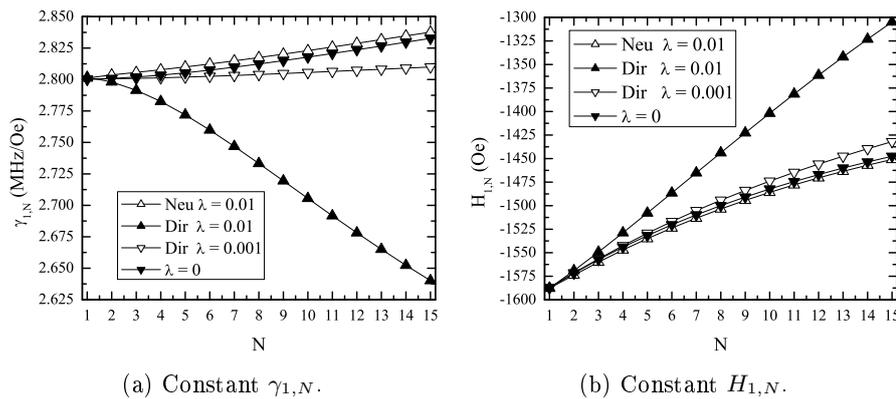 2.850
2.825
2.800
2.775
2.750
2.725
2.700
2.675
2.650
2.625
γ1,N (MHz/Oe)
Neu λ = 0.01
Dir λ = 0.01
Dir λ = 0.001
λ = 0
1 2 3 4 5 6 7 8 9 10 11 12 13 14 15
N
(a) Constant γ1,N.
-1300
-1325
-1350
-1375
-1400
-1425
-1450
-1475
-1500
-1525
-1550
-1575
-1600
H1,N (Oe)
Neu λ = 0.01
Dir λ = 0.01
Dir λ = 0.001
λ = 0
1 2 3 4 5 6 7 8 9 10 11 12 13 14 15
N
(b) Constant H1,N.